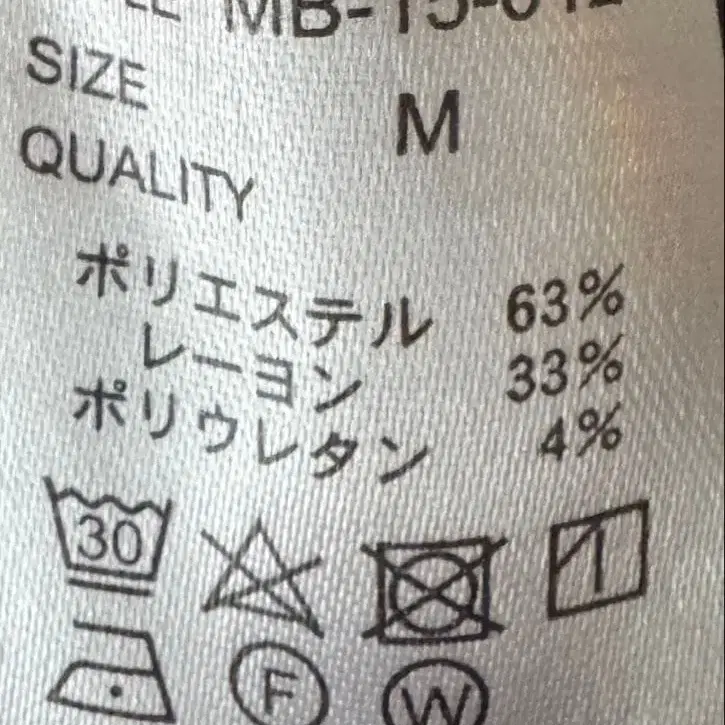 SIZE M
QUALITY
ポリエステル 63%
レーヨン 33%
ポリウレタン 4%
30
F
W